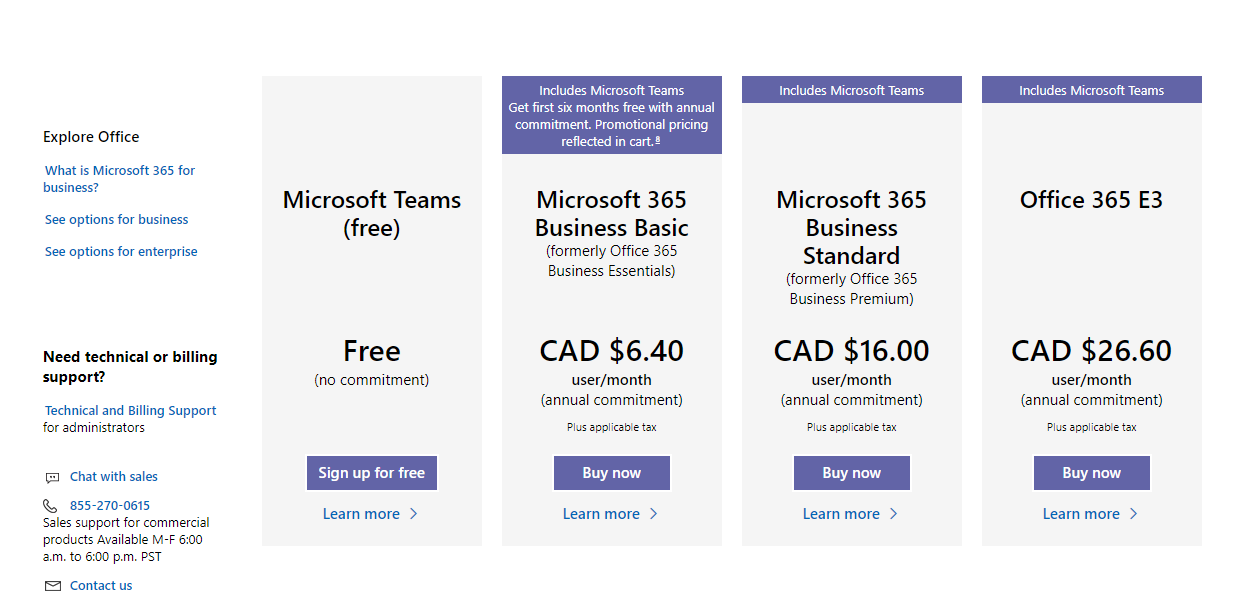 Explore Office
What is Microsoft 365 for
business?
See options for business
See options for enterprise
Need technical or billing
support?
Technical and Billing Support
for administrators
Chat with sales
855-270-0615
Sales support for commercial
products Available M-F 6:00
a.m. to 6:00 p.m. PST
Contact us
Microsoft Teams
(free)
Free
(no commitment)
Sign up for free
Learn more
Includes Microsoft Teams
Get first six months free with annual
commitment. Promotional pricing
reflected in cart.⁸
Microsoft 365
Business Basic
(formerly Office 365
Business Essentials)
CAD $6.40
user/month
(annual commitment)
Plus applicable tax
Buy now
Learn more
Includes Microsoft Teams
Microsoft 365
Business
Standard
(formerly Office 365
Business Premium)
CAD $16.00
user/month
(annual commitment)
Plus applicable tax
Buy now
Learn more
Includes Microsoft Teams
Office 365 E3
CAD $26.60
user/month
(annual commitment)
Plus applicable tax
Buy now
Learn more